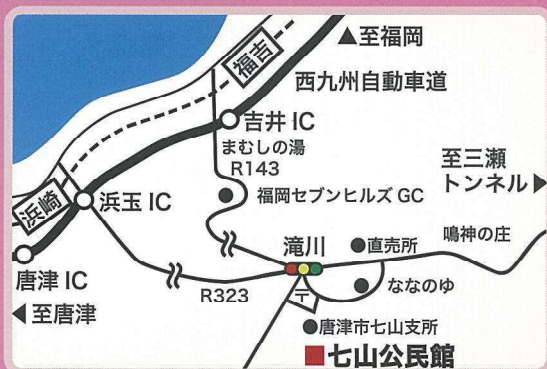 ▲至福岡
福吉
西九州自動車道
吉井 IC
まむしの湯
R143
至三瀬
トンネル▶
福岡セブンヒルズ GC
浜崎
浜玉 IC
滝川
直売所
鳴神の庄
唐津 IC
R323
〒
ななのゆ
◀至唐津
唐津市七山支所
七山公民館